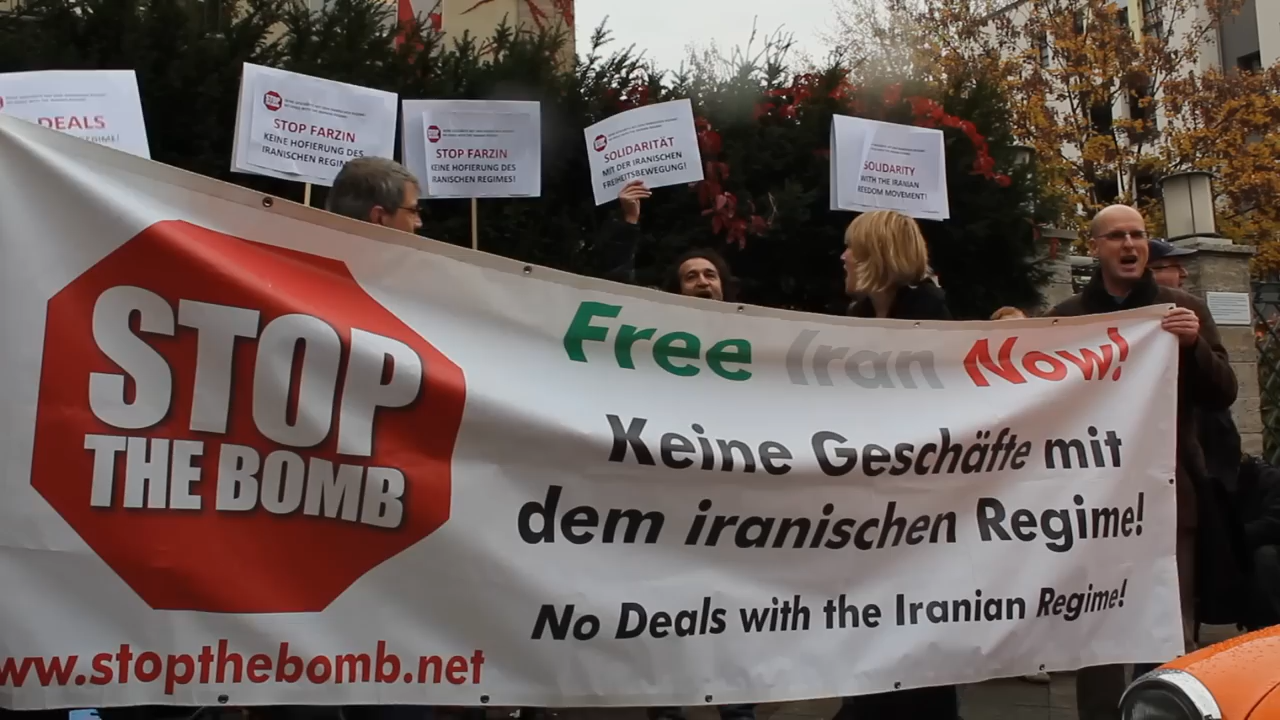 DEALS
STOP
STOP FARZIN
KEINE HOFIERUNG DES
IRANISCHEN REGIMES!
STOP FARZIN
KEINE HOFIERUNG DES
IRANISCHEN REGIMES!
SOLIDARITÄT
MIT DER IRANISCHEN
FREIHEITSBEWEGUNG!
SOLIDARITY
WITH THE IRANIAN
FREEDOM MOVEMENT!
STOP
THE BOMB
www.stopthebomb.net
Free Iran Now!
Keine Geschäfte mit
dem iranischen Regime!
No Deals with the Iranian Regime!